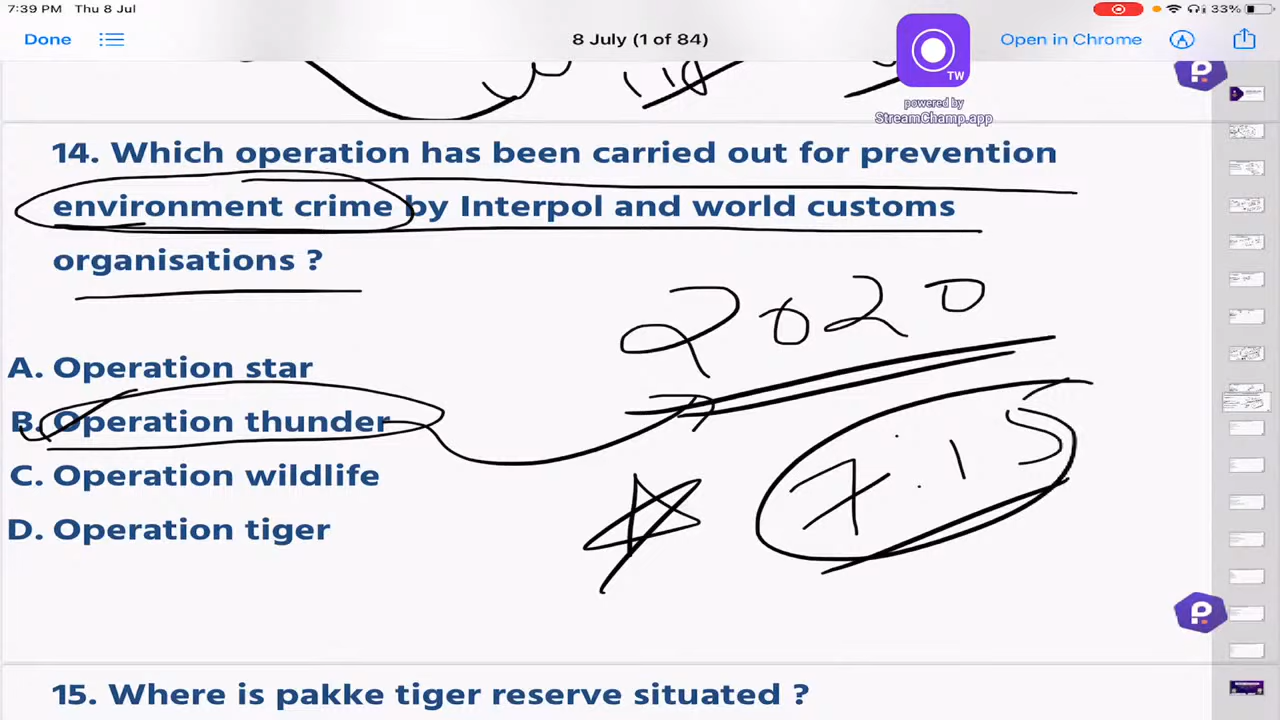 7:39 PM Thu 8 Jul 33%
Done 8 July (1 of 84) Open in Chrome
TW
powered by
StreamChamp.app
14. Which operation has been carried out for prevention
environment crime by Interpol and world customs
organisations ?
2020
A. Operation star
B. Operation thunder
7:15
C. Operation wildlife
D. Operation tiger
15. Where is pakke tiger reserve situated ?